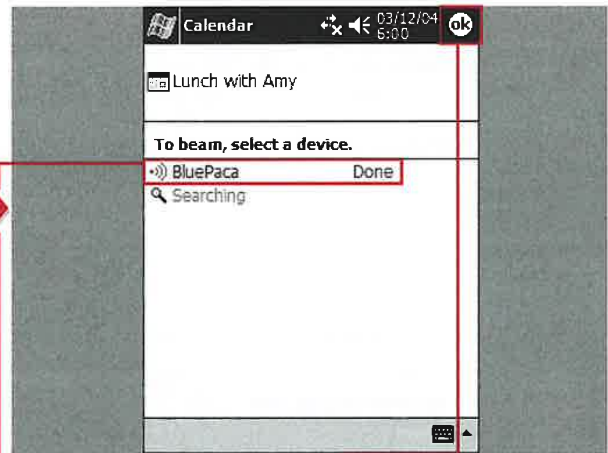 Calendar 03/12/04 ok
6:00
Lunch with Amy
To beam, select a device.
BluePaca Done
Searching